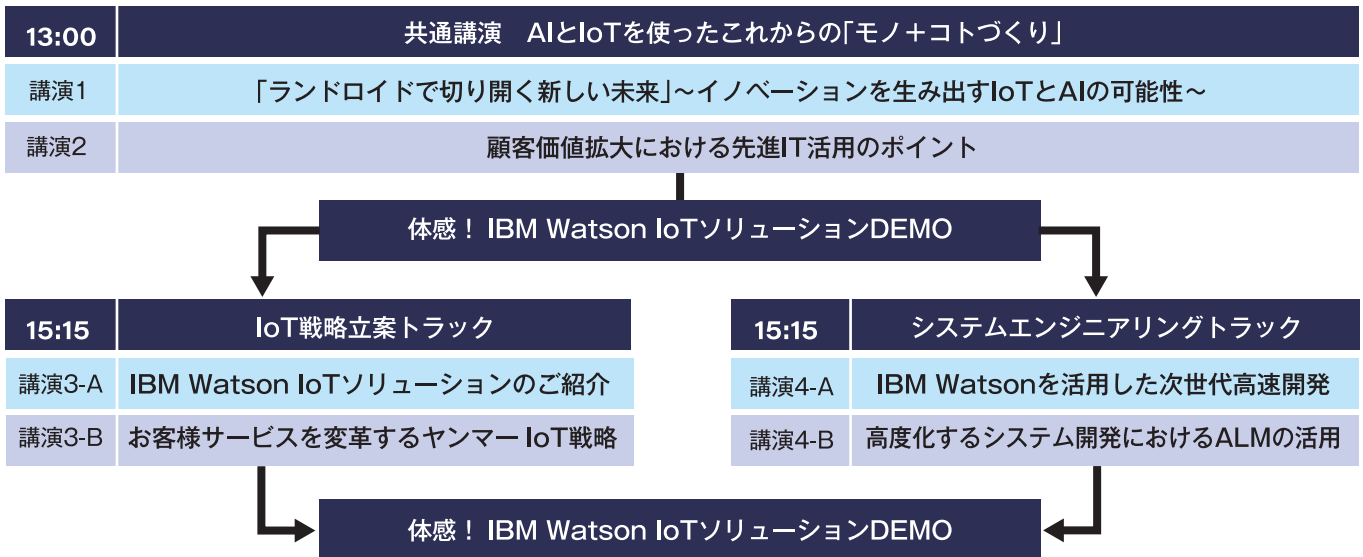 13:00 共通講演　AIとIoTを使ったこれからの「モノ＋コトづくり」
講演1 「ランドロイドで切り開く新しい未来」～イノベーションを生み出すIoTとAIの可能性～
講演2 顧客価値拡大における先進IT活用のポイント
体感！ IBM Watson IoTソリューションDEMO
15:15 IoT戦略立案トラック
講演3-A IBM Watson IoTソリューションのご紹介
講演3-B お客様サービスを変革するヤンマー IoT戦略
15:15 システムエンジニアリングトラック
講演4-A IBM Watsonを活用した次世代高速開発
講演4-B 高度化するシステム開発におけるALMの活用
体感！ IBM Watson IoTソリューションDEMO